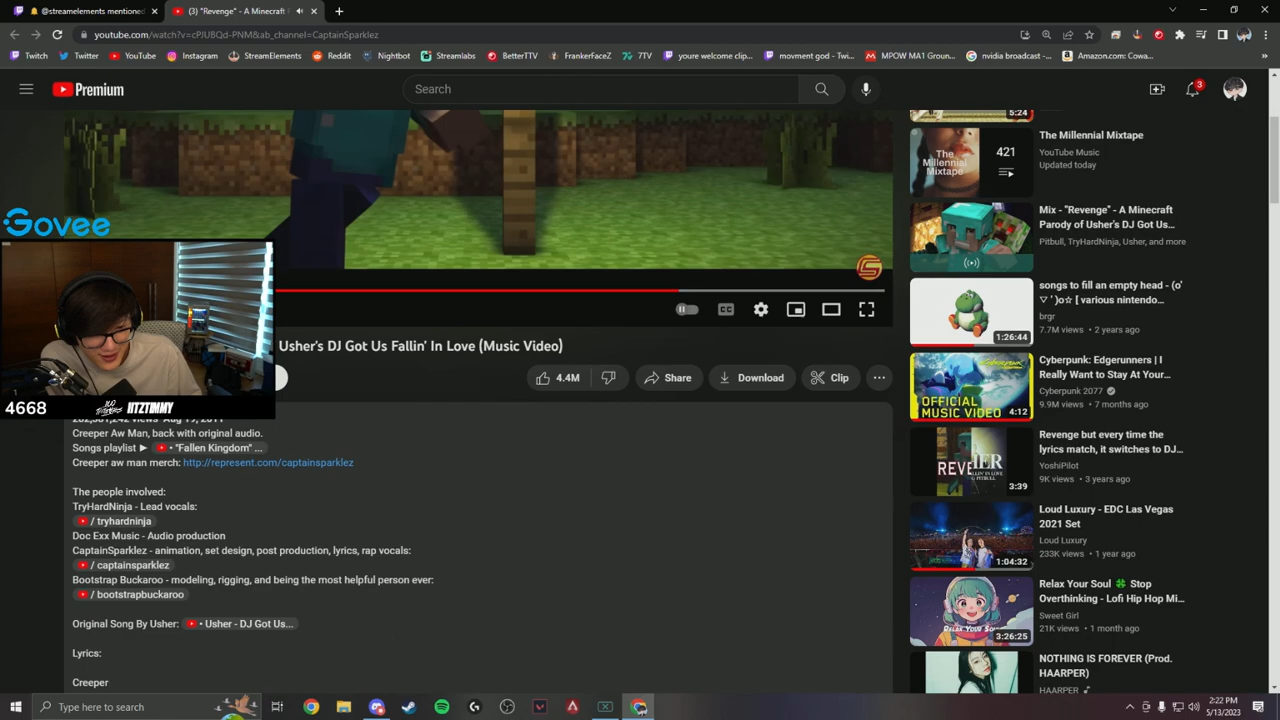 🔔 @streamelements mentioned
(3) "Revenge" - A Minecraft
youtube.com/watch?v=cPJUBQd-PNM&ab_channel=CaptainSparklez
Twitch
Twitter
YouTube
Instagram
StreamElements
Reddit
Nightbot
Streamlabs
BetterTTV
FrankerFaceZ
7TV
youre welcome clip...
movment god - Twi...
MPOW MA1 Groun...
nvidia broadcast -...
Amazon.com: Cowa...
»
Premium
Search
3
5:24
The
Millennial
Mixtape
421
The Millennial Mixtape
YouTube Music
Updated today
Mix - "Revenge" - A Minecraft
Parody of Usher's DJ Got Us...
Pitbull, TryHardNinja, Usher, and more
songs to fill an empty head - (o'
▽ ' )o☆ [ various nintendo...
brgr
7.7M views • 2 years ago
1:26:44
Cyberpunk: Edgerunners | I
Really Want to Stay At Your...
Cyberpunk 2077
9.9M views • 7 months ago
CYBERPUNK
OFFICIAL
MUSIC VIDEO
4:12
Revenge but every time the
lyrics match, it switches to DJ...
YoshiPilot
9K views • 3 years ago
3:39
Loud Luxury - EDC Las Vegas
2021 Set
Loud Luxury
233K views • 1 year ago
1:04:32
Relax Your Soul 🍀 Stop
Overthinking - Lofi Hip Hop Mi...
Sweet Girl
21K views • 1 month ago
RELAX YOUR SOUL
3:26:25
NOTHING IS FOREVER (Prod.
HAARPER)
HAARPER
Govee
4668
100 THIEVES
IITZTIMMY
Usher's DJ Got Us Fallin' In Love (Music Video)
4.4M
Share
Download
Clip
Creeper Aw Man, back with original audio.
Songs playlist ► • "Fallen Kingdom" ...
Creeper aw man merch: http://represent.com/captainsparklez
The people involved:
TryHardNinja - Lead vocals:
/ tryhardninja
Doc Exx Music - Audio production
CaptainSparklez - animation, set design, post production, lyrics, rap vocals:
/ captainsparklez
Bootstrap Buckaroo - modeling, rigging, and being the most helpful person ever:
/ bootstrapbuckaroo
Original Song By Usher: • Usher - DJ Got Us...
Lyrics:
Creeper
Type here to search
2:22 PM
5/13/2023